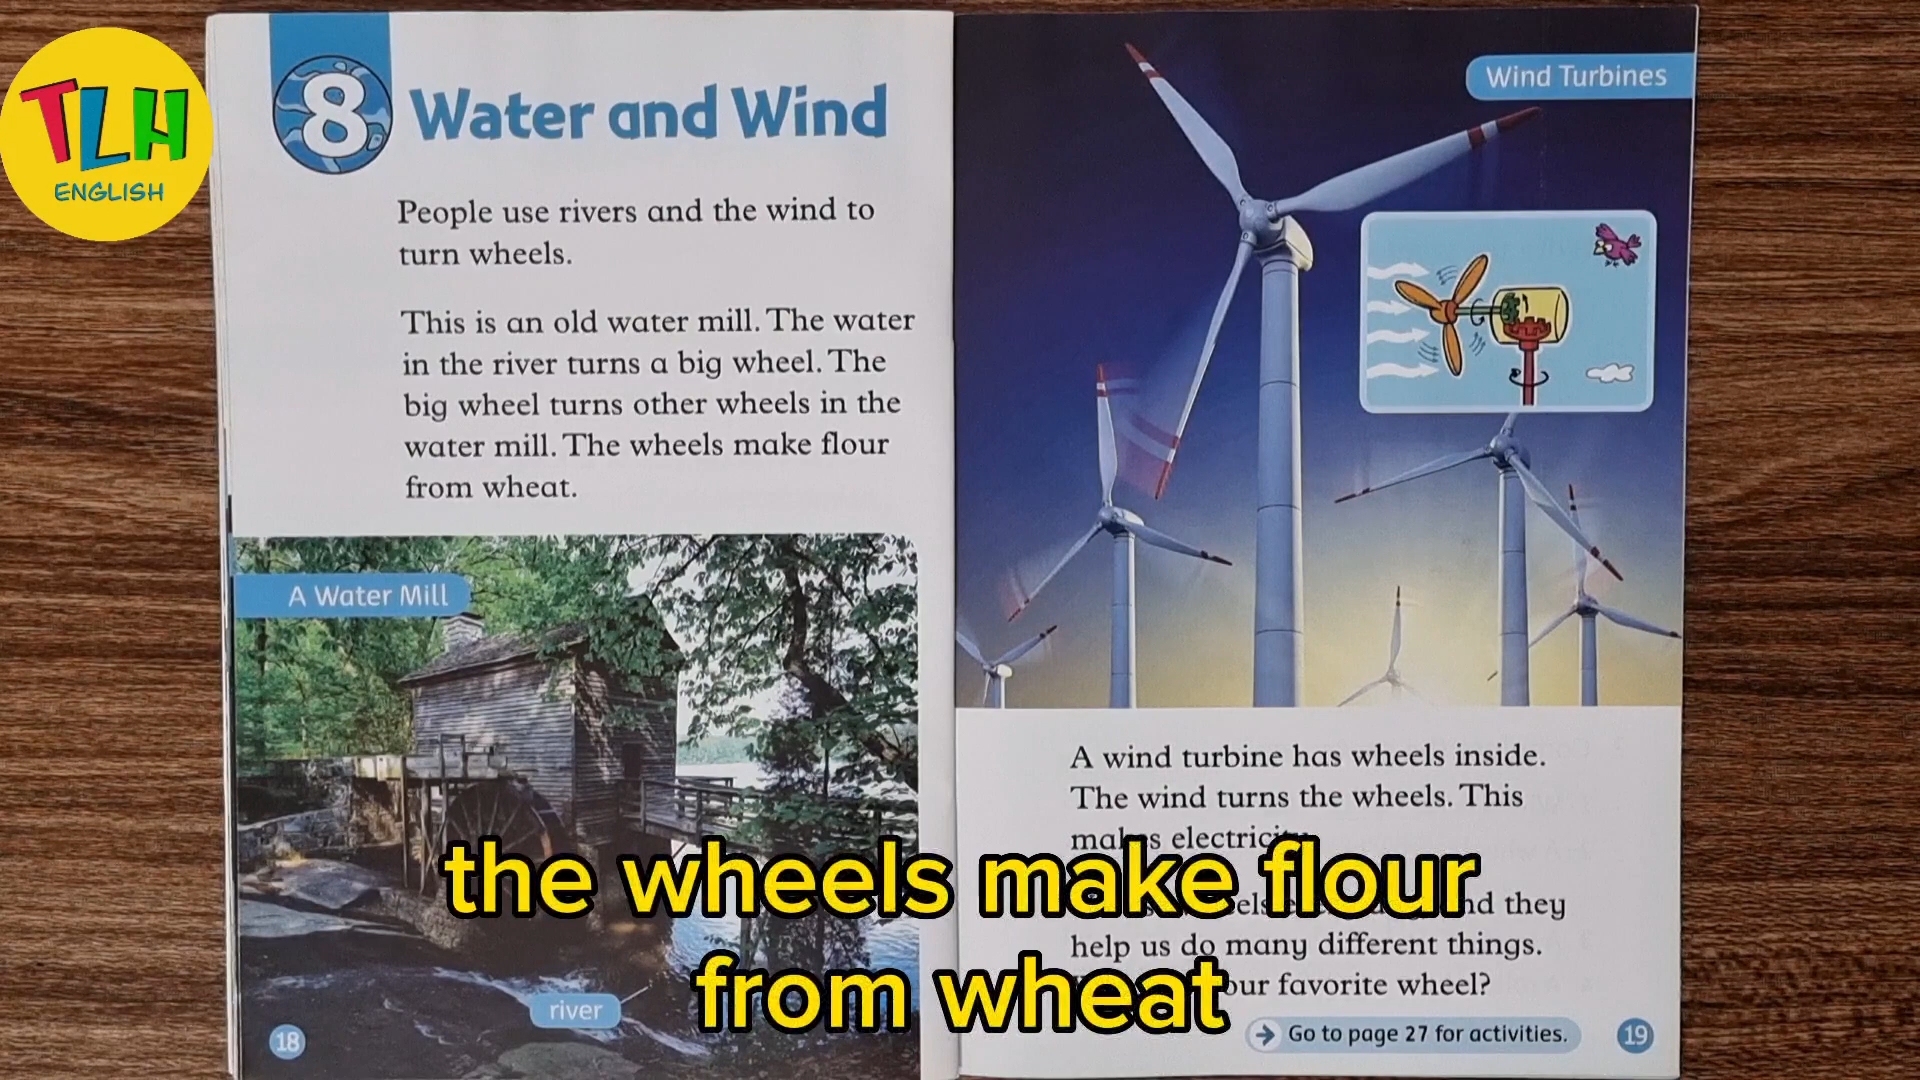 TLH
ENGLISH
8
Water and Wind
People use rivers and the wind to
turn wheels.
This is an old water mill. The water
in the river turns a big wheel. The
big wheel turns other wheels in the
water mill. The wheels make flour
from wheat.
A Water Mill
river
18
Wind Turbines
A wind turbine has wheels inside.
The wind turns the wheels. This
makes electricity.
and they
help us do many different things.
your favorite wheel?
Go to page 27 for activities.
19
the wheels make flour
from wheat